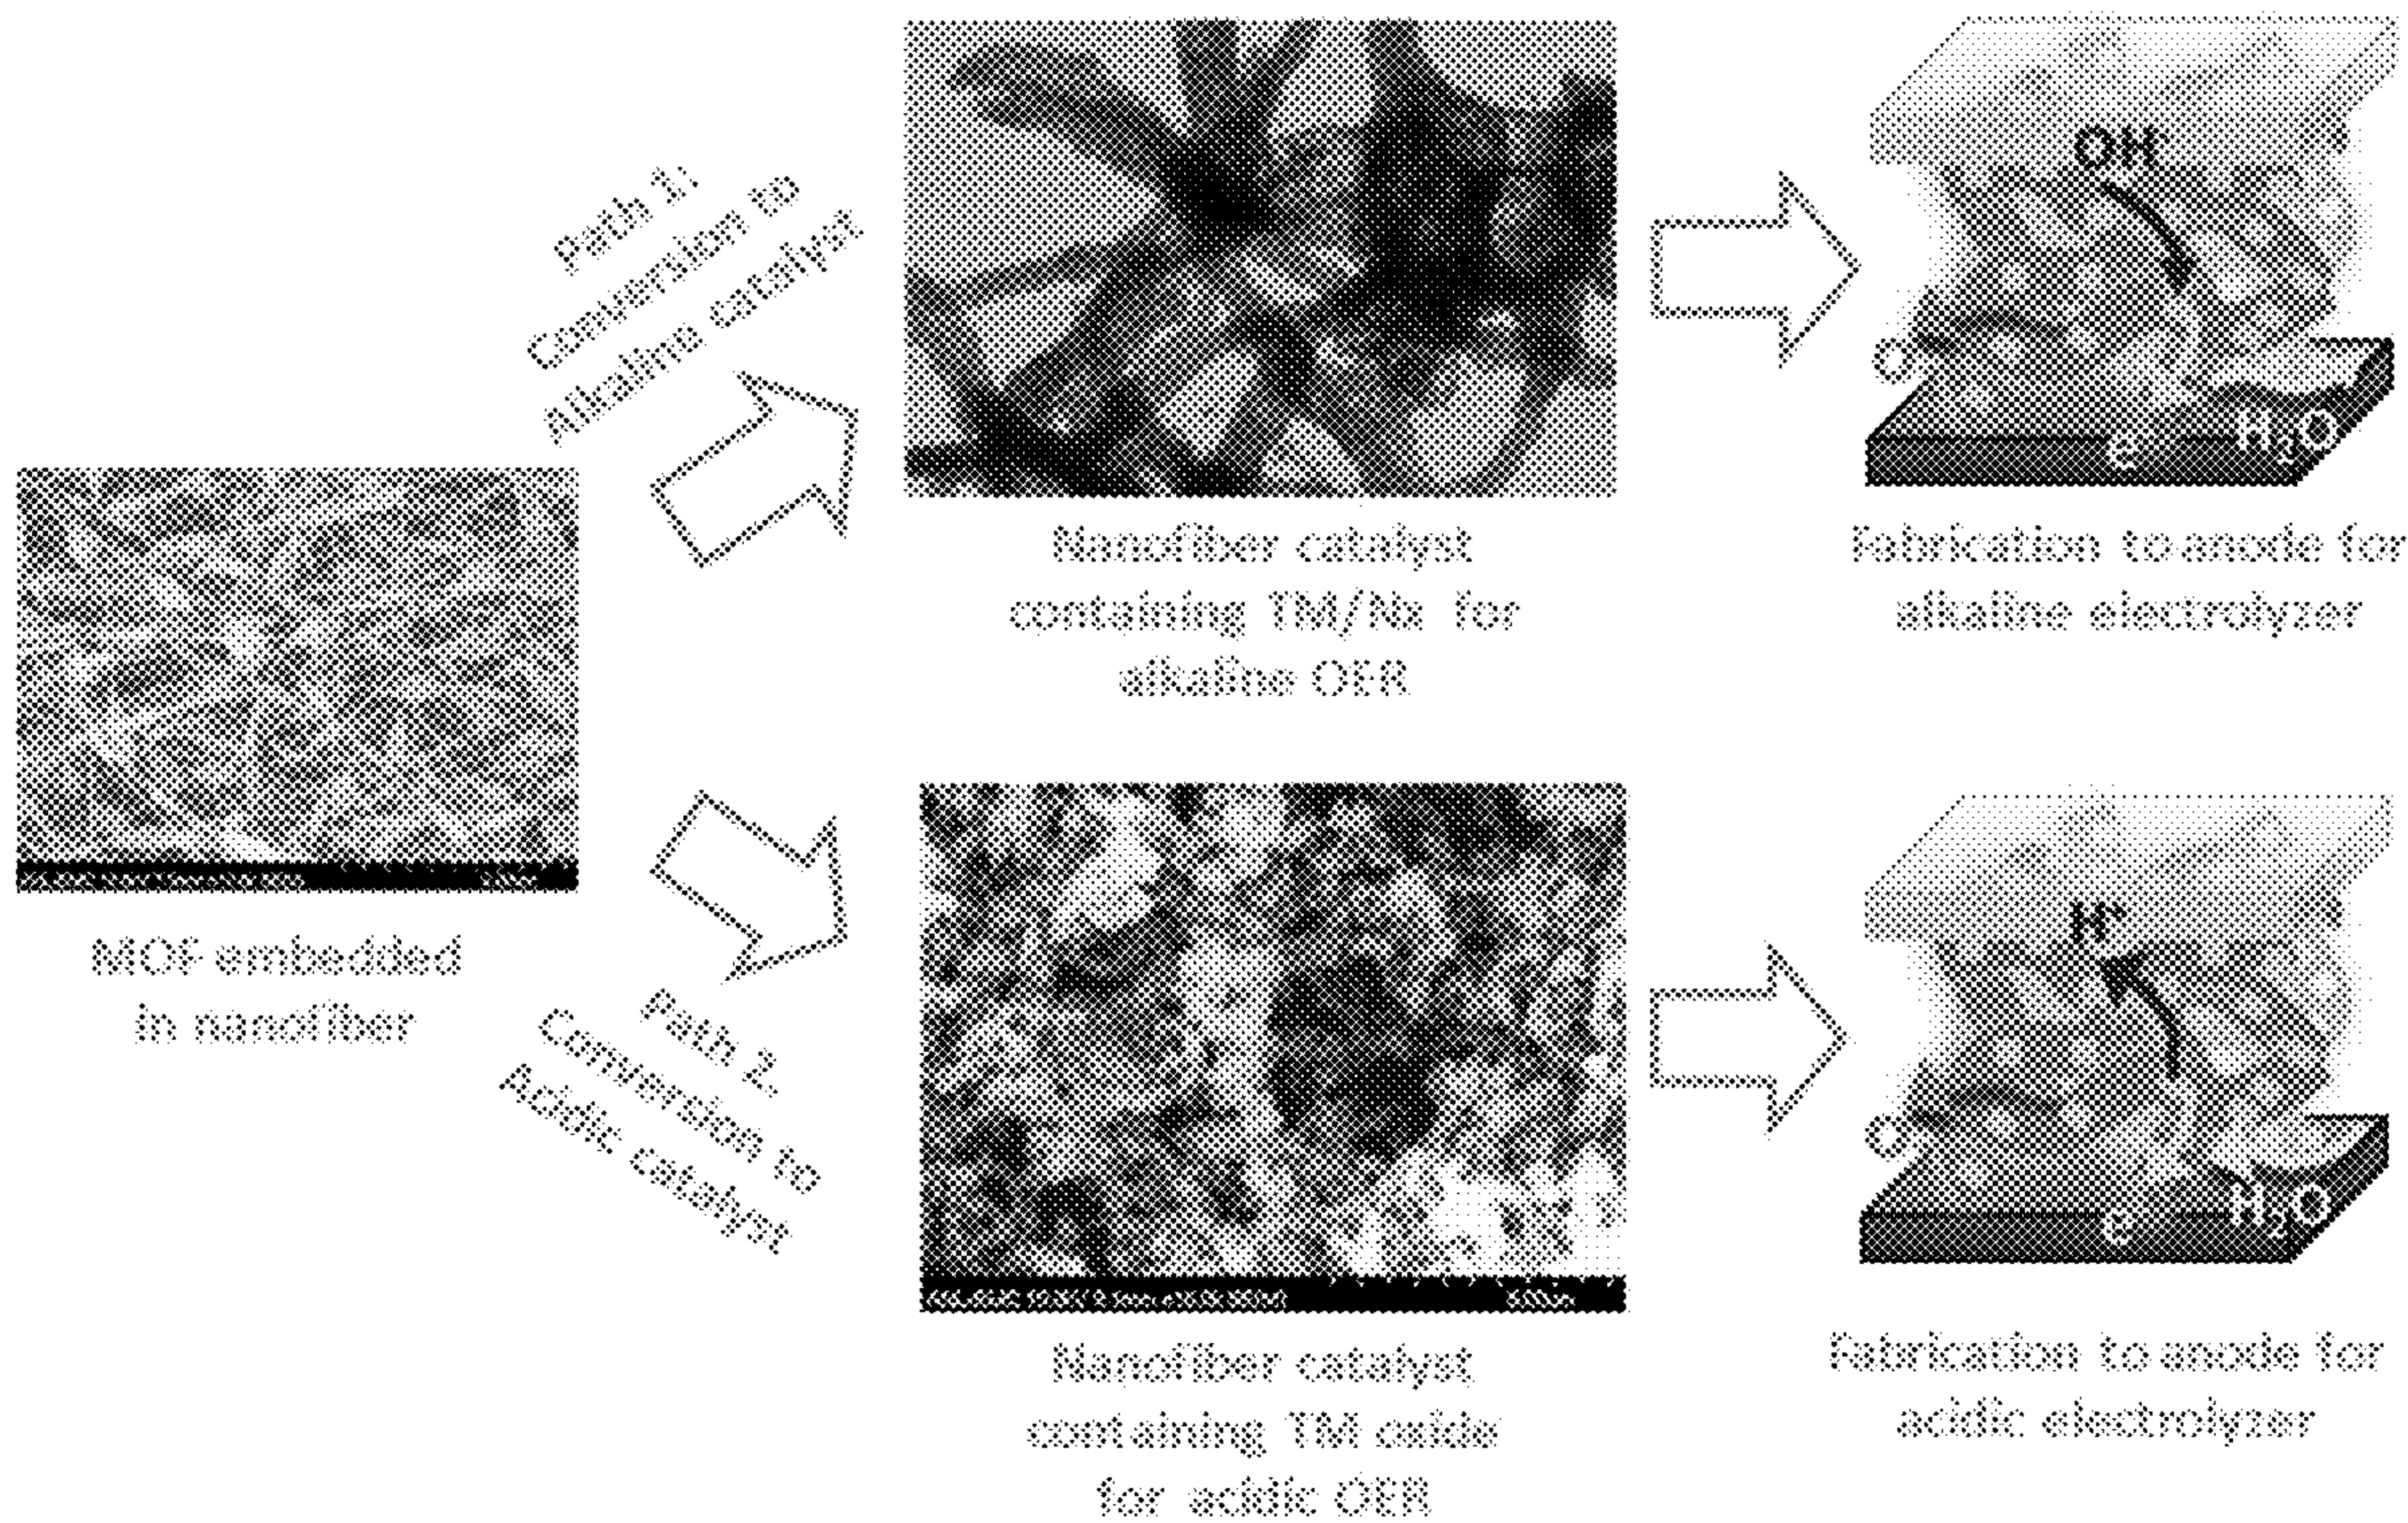 Path 1:
Conversion to
Alkaline catalyst
MOF embedded
in nanofiber
Path 2
Conversion to
Acidic catalyst
Nanofiber catalyst
containing TM/Nx for
alkaline OER
OH⁻
O
e
H₂O
Fabrication to anode for
alkaline electrolyzer
Nanofiber catalyst
containing TM oxide
for acidic OER
H⁺
O
e
H₂O
Fabrication to anode for
acidic electrolyzer